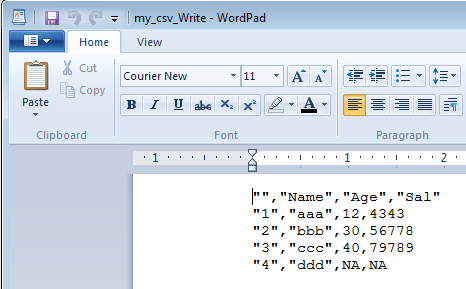 my_csv_Write - WordPad
Home View
Cut
Copy
Paste
Clipboard
Courier New 11
Font
Paragraph
1 1 2
"","Name","Age","Sal"
"1","aaa",12,4343
"2","bbb",30,56778
"3","ccc",40,79789
"4","ddd",NA,NA